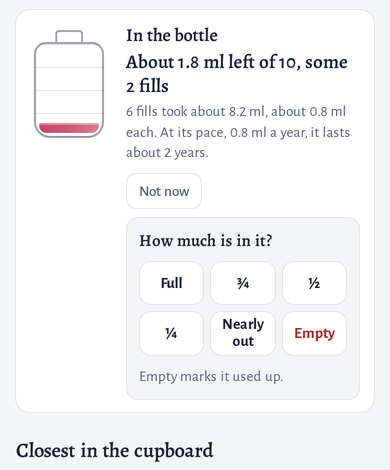 In the bottle
About 1.8 ml left of 10, some
2 fills
6 fills took about 8.2 ml, about 0.8 ml
each. At its pace, 0.8 ml a year, it lasts
about 2 years.
Not now
How much is in it?
Full
¾
½
¼
Nearly
out
Empty
Empty marks it used up.
Closest in the cupboard